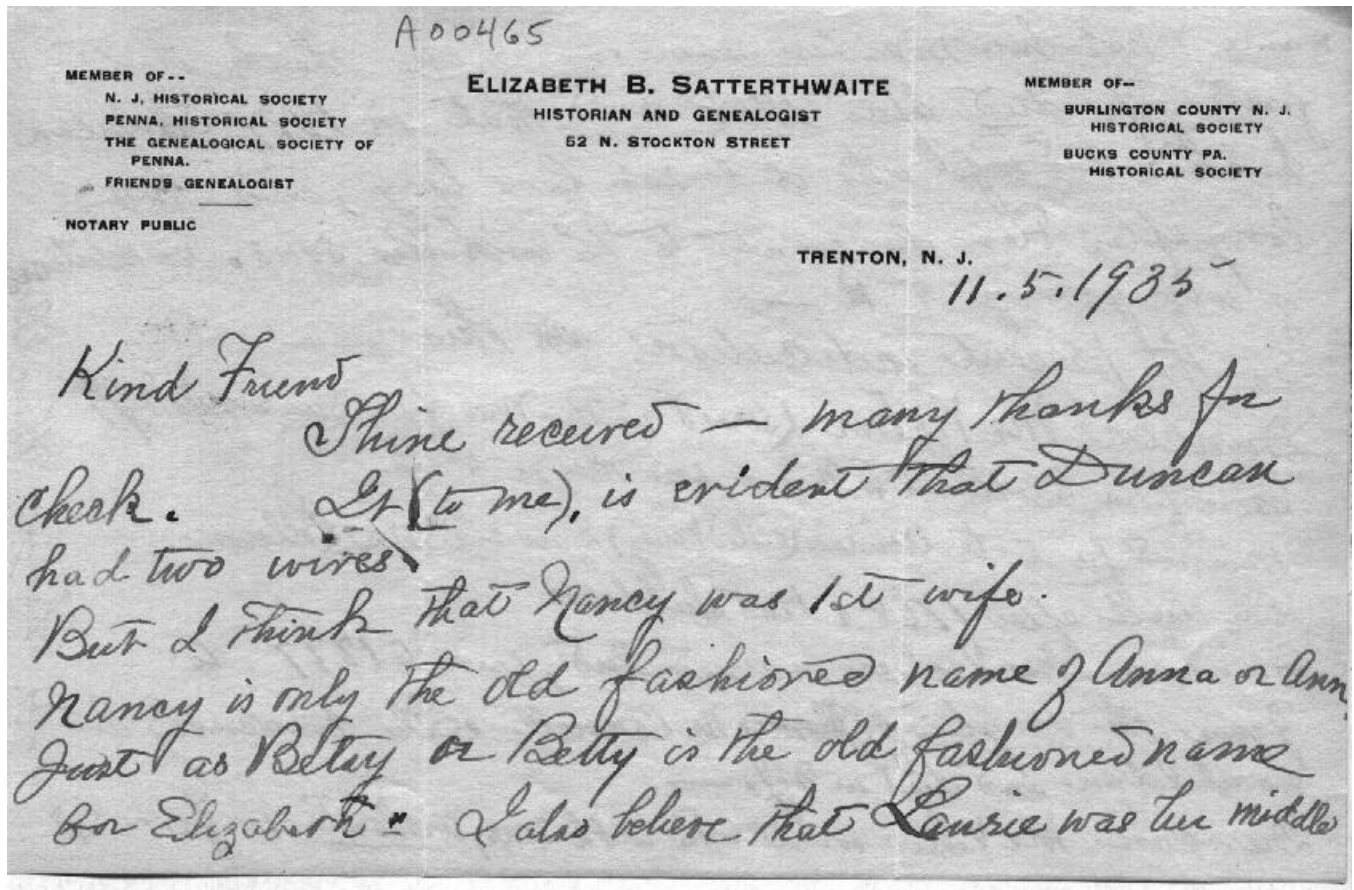 A00465
MEMBER OF--
N. J. HISTORICAL SOCIETY
PENNA. HISTORICAL SOCIETY
THE GENEALOGICAL SOCIETY OF
PENNA.
FRIENDS GENEALOGIST
NOTARY PUBLIC
ELIZABETH B. SATTERTHWAITE
HISTORIAN AND GENEALOGIST
52 N. STOCKTON STREET
MEMBER OF--
BURLINGTON COUNTY N. J.
HISTORICAL SOCIETY
BUCKS COUNTY PA.
HISTORICAL SOCIETY
TRENTON, N. J.
11.5.1935
Kind Friend
Thine received — many thanks for
check. It (to me), is evident that Duncan
had two wives
But I think that Nancy was 1st wife.
Nancy is only the old fashioned name of Anna or Ann.
Just as Betsy or Betty is the old fashioned name
for Elizabeth" I also believe that Laurie was her middle